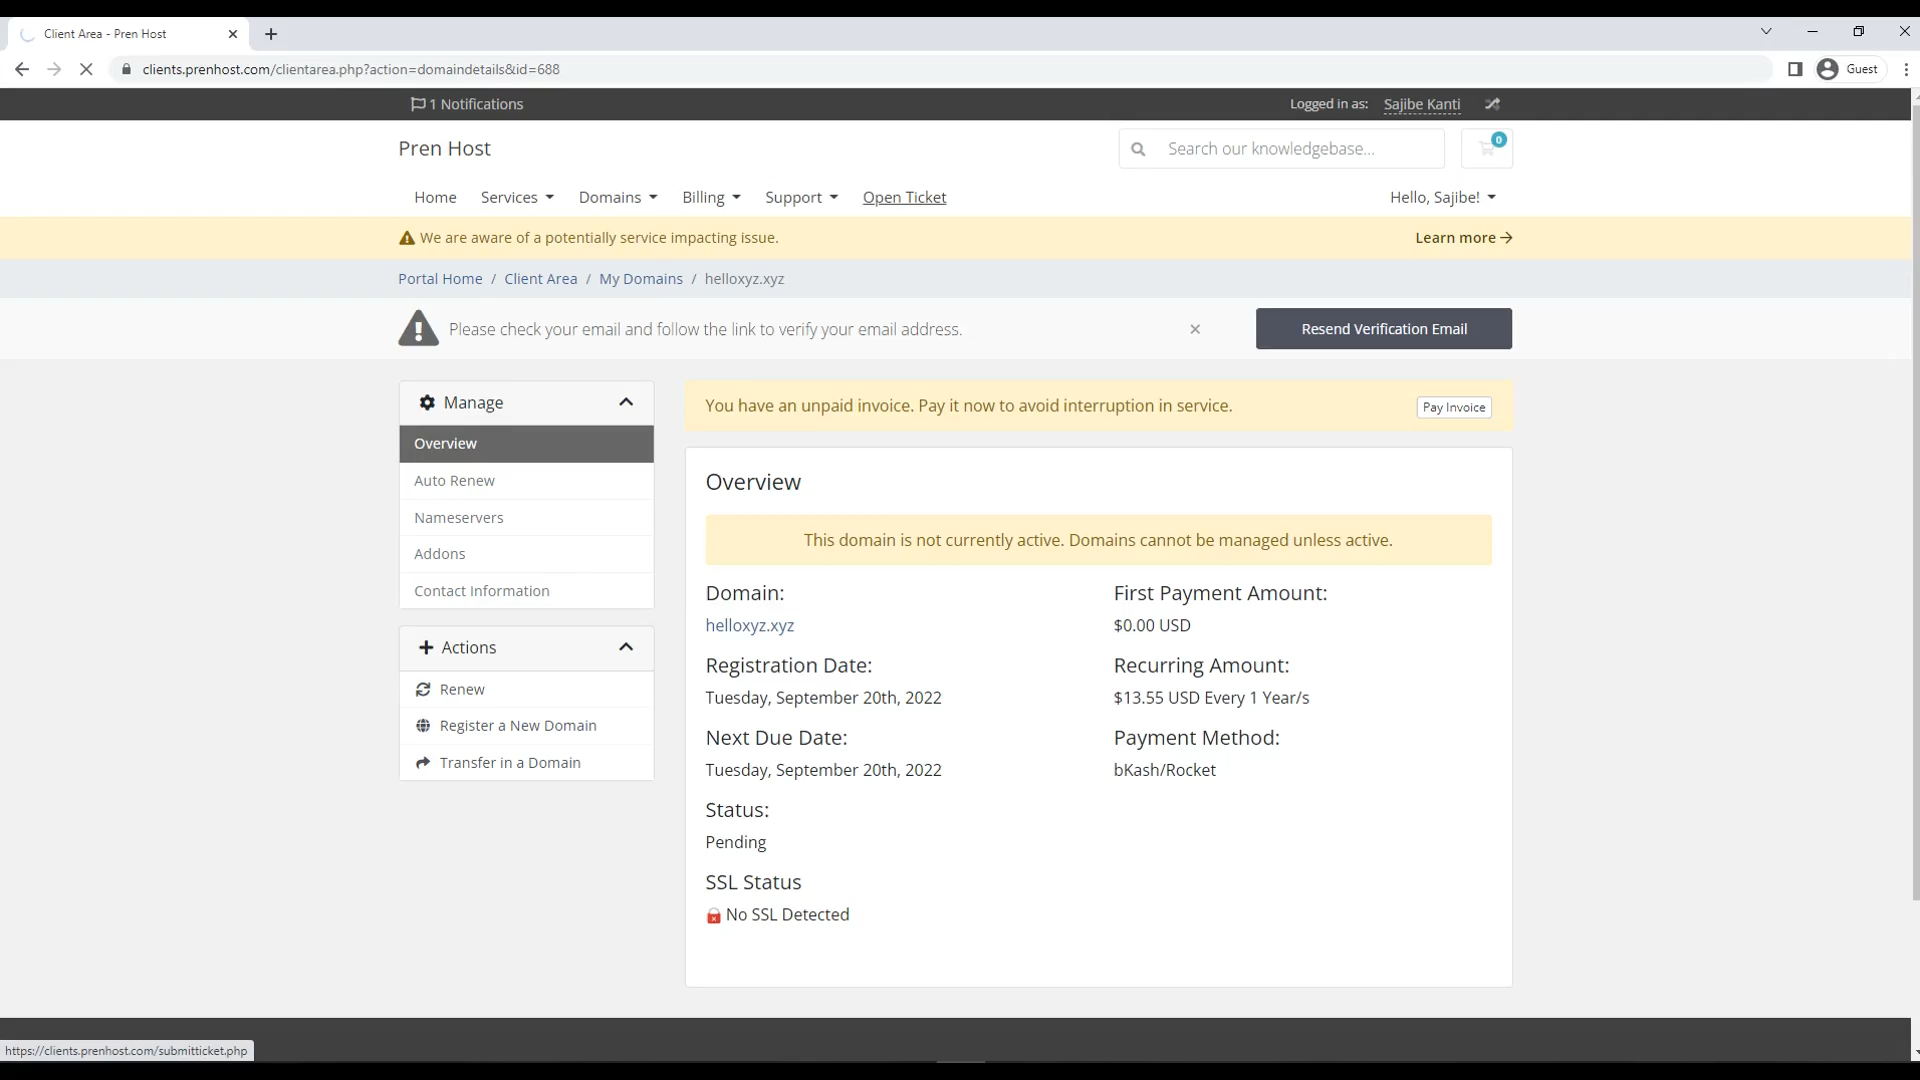 Client Area - Pren Host
clients.prenhost.com/clientarea.php?action=domaindetails&id=688
Guest
1 Notifications
Logged in as: Sajibe Kanti
Pren Host
Search our knowledgebase...
0
Home Services Domains Billing Support Open Ticket
Hello, Sajibe!
We are aware of a potentially service impacting issue.
Learn more
Portal Home / Client Area / My Domains / helloxyz.xyz
Please check your email and follow the link to verify your email address.
Resend Verification Email
Manage
Overview
Auto Renew
Nameservers
Addons
Contact Information
Actions
Renew
Register a New Domain
Transfer in a Domain
You have an unpaid invoice. Pay it now to avoid interruption in service.
Pay Invoice
Overview
This domain is not currently active. Domains cannot be managed unless active.
Domain:
helloxyz.xyz
Registration Date:
Tuesday, September 20th, 2022
Next Due Date:
Tuesday, September 20th, 2022
Status:
Pending
SSL Status
No SSL Detected
First Payment Amount:
$0.00 USD
Recurring Amount:
$13.55 USD Every 1 Year/s
Payment Method:
bKash/Rocket
https://clients.prenhost.com/submitticket.php